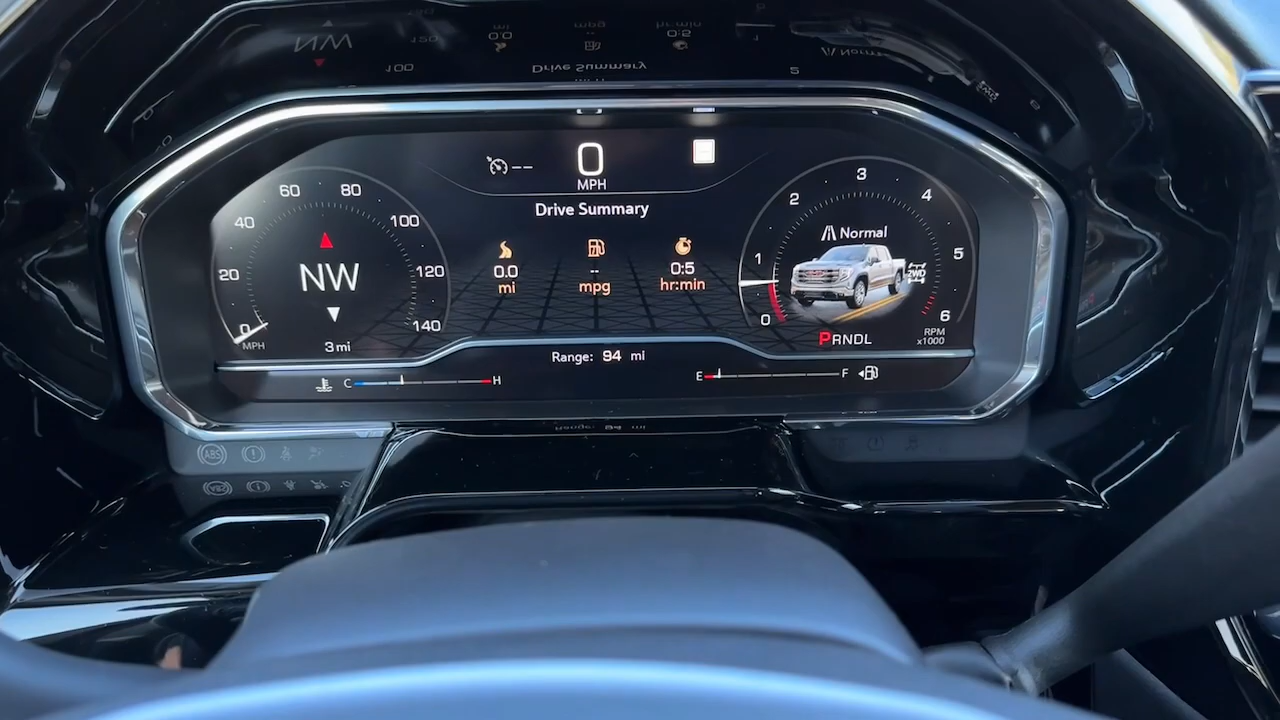 0
MPH
Drive Summary
60 80
40 100
20 120
0 140
MPH
NW
3 mi
0.0
mi
--
mpg
0:5
hr:min
3
2 4
1 5
0 6
Normal
2WD
RPM
x1000
PRNDL
Range: 94 mi
C H
E F
ABS